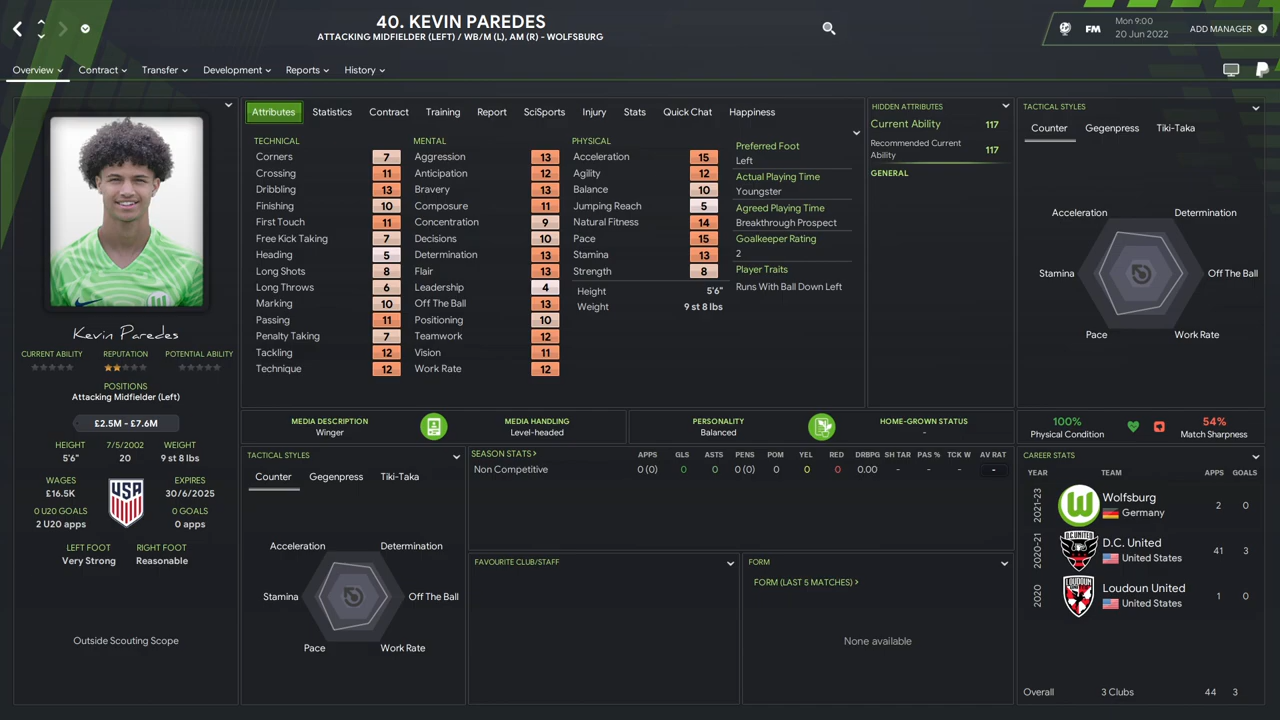 40. KEVIN PAREDES
ATTACKING MIDFIELDER (LEFT) / WB/M (L), AM (R) - WOLFSBURG
FM
Mon 9:00
20 Jun 2022
ADD MANAGER
Overview Contract Transfer Development Reports History
Kevin Paredes
CURRENT ABILITY REPUTATION POTENTIAL ABILITY
POSITIONS
Attacking Midfielder (Left)
£2.5M - £7.6M
HEIGHT 7/5/2002 WEIGHT
5'6" 20 9 st 8 lbs
WAGES EXPIRES
£16.5K 30/6/2025
USA
0 U20 GOALS 0 GOALS
2 U20 apps 0 apps
LEFT FOOT RIGHT FOOT
Very Strong Reasonable
Outside Scouting Scope
Attributes Statistics Contract Training Report SciSports Injury Stats Quick Chat Happiness
TECHNICAL
Corners 7
Crossing 11
Dribbling 13
Finishing 10
First Touch 11
Free Kick Taking 7
Heading 5
Long Shots 8
Long Throws 6
Marking 10
Passing 11
Penalty Taking 7
Tackling 12
Technique 12
MENTAL
Aggression 13
Anticipation 12
Bravery 13
Composure 11
Concentration 9
Decisions 10
Determination 13
Flair 13
Leadership 4
Off The Ball 13
Positioning 10
Teamwork 12
Vision 11
Work Rate 12
PHYSICAL
Acceleration 15
Agility 12
Balance 10
Jumping Reach 5
Natural Fitness 14
Pace 15
Stamina 13
Strength 8
Height 5'6"
Weight 9 st 8 lbs
Preferred Foot
Left
Actual Playing Time
Youngster
Agreed Playing Time
Breakthrough Prospect
Goalkeeper Rating
2
Player Traits
Runs With Ball Down Left
HIDDEN ATTRIBUTES
Current Ability 117
Recommended Current
Ability 117
GENERAL
TACTICAL STYLES
Counter Gegenpress Tiki-Taka
Acceleration Determination
Stamina Off The Ball
Pace Work Rate
MEDIA DESCRIPTION
Winger
MEDIA HANDLING
Level-headed
PERSONALITY
Balanced
HOME-GROWN STATUS
-
100%
Physical Condition
54%
Match Sharpness
TACTICAL STYLES
Counter Gegenpress Tiki-Taka
Acceleration Determination
Stamina Off The Ball
Pace Work Rate
SEASON STATS > APPS GLS ASTS PENS POM YEL RED DRBPG SH TAR PAS % TCK W AV RAT
Non Competitive 0 (0) 0 0 0 (0) 0 0 0 0.00 - - - -
FAVOURITE CLUB/STAFF
FORM
FORM (LAST 5 MATCHES) >
None available
CAREER STATS
YEAR TEAM APPS GOALS
2021-23 Wolfsburg 2 0
Germany
2020-21 D.C. United 41 3
United States
D.C.UNITED
2020 Loudoun United 1 0
United States
LOUDOUN
Overall 3 Clubs 44 3